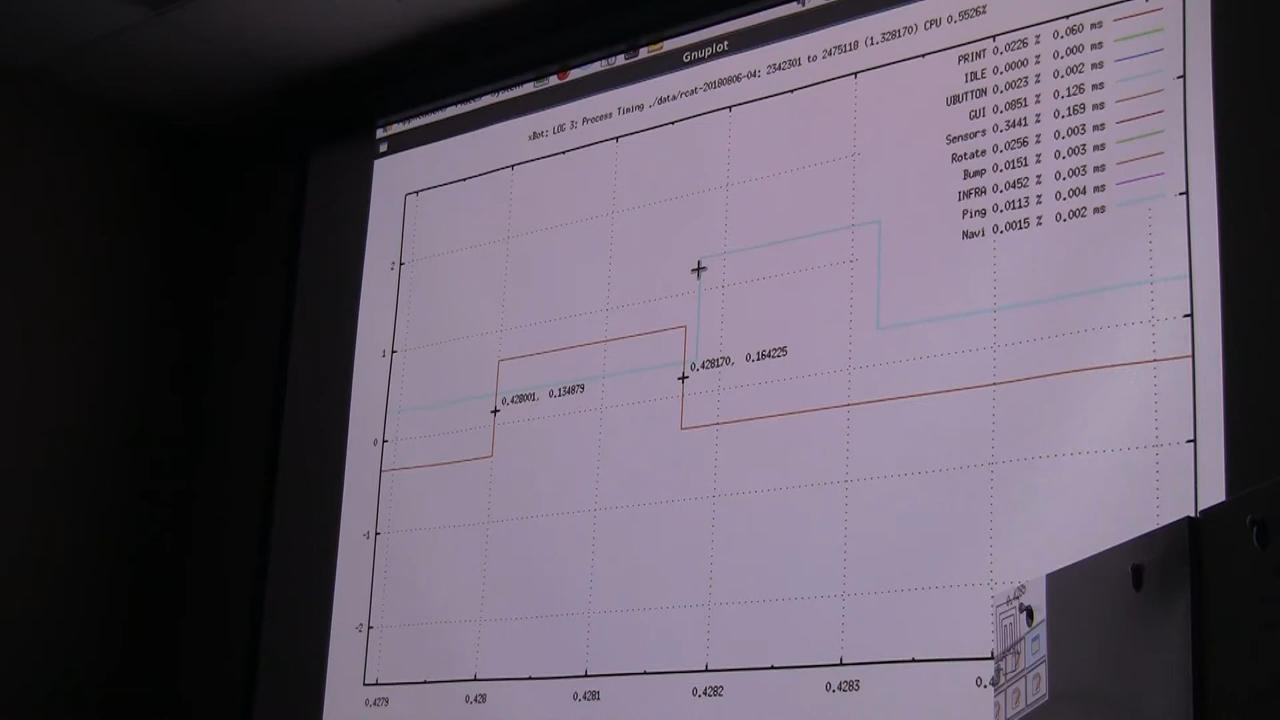 Applications Places System
Gnuplot
xBot: LOG 3: Process Timing ./data/rcat-20180806-04: 2342301 to 2475118 (1.328170) CPU 0.5526%
PRINT 0.0226 % 0.060 ms
IDLE 0.0000 % 0.000 ms
UBUTTON 0.0023 % 0.002 ms
GUI 0.0851 % 0.126 ms
Sensors 0.3441 % 0.169 ms
Rotate 0.0256 % 0.003 ms
Bump 0.0151 % 0.003 ms
INFRA 0.0452 % 0.003 ms
Ping 0.0113 % 0.004 ms
Navi 0.0015 % 0.002 ms
2
1
0.428170, 0.164225
0.428001, 0.134879
0
-1
-2
0.4279 0.428 0.4281 0.4282 0.4283